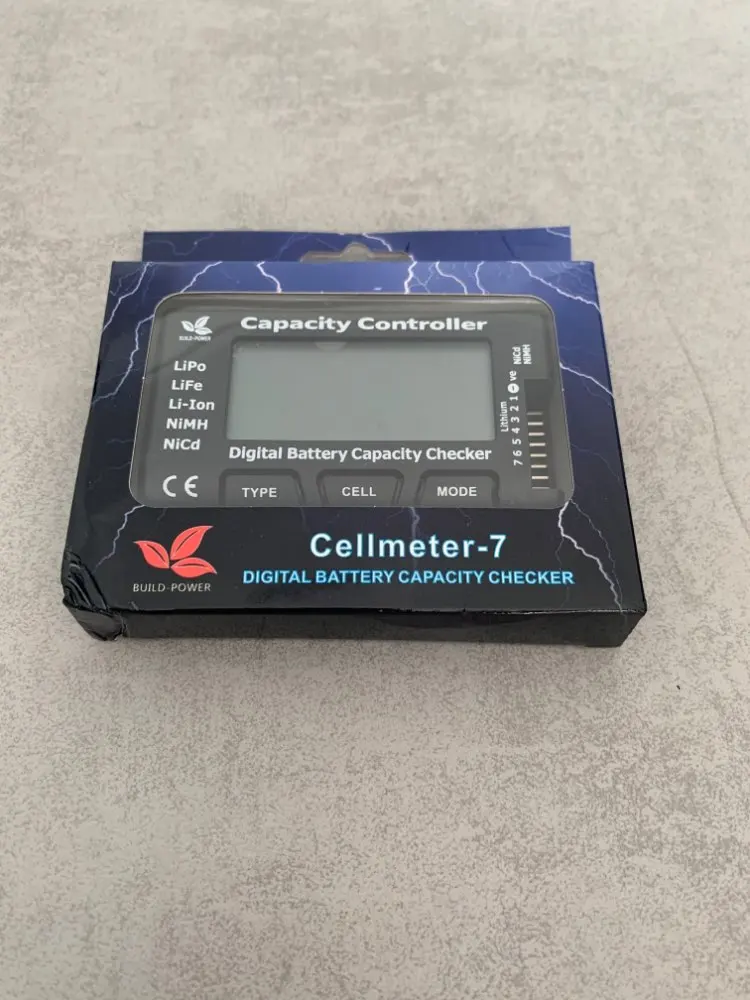 Capacity Controller
BUILD-POWER
LiPo
LiFe
Li-Ion
NiMH
NiCd
Digital Battery Capacity Checker
CE
TYPE
CELL
MODE
NiCd
NiMH
Lithium
7 6 5 4 3 2 1 - ve
Cellmeter-7
BUILD-POWER
DIGITAL BATTERY CAPACITY CHECKER